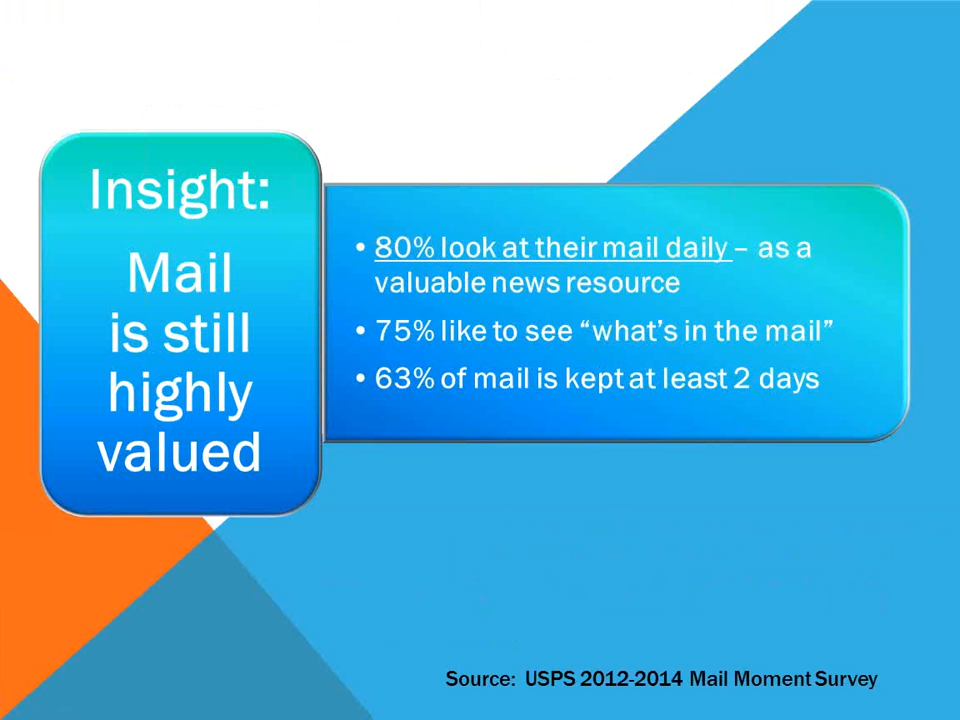 Insight:
Mail
is still
highly
valued
• 80% look at their mail daily – as a
valuable news resource
• 75% like to see “what’s in the mail”
• 63% of mail is kept at least 2 days
Source: USPS 2012-2014 Mail Moment Survey